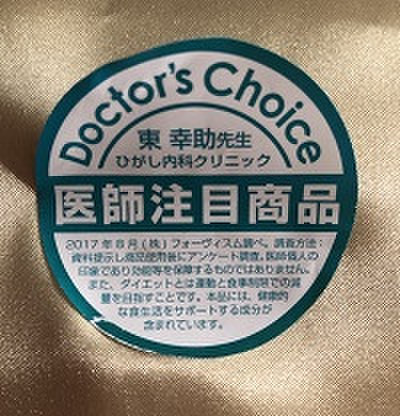 Doctor's Choice
東 幸助先生
ひがし内科クリニック
医師注目商品
2017年8月(株)フォーヴィスム調べ。調査方法:
資料提示し商品使用後にアンケート調査。医師個人の
印象であり効能等を保障するものではありません。
また、ダイエットとは運動と食事制限での減
量を目指すことです。本品には、健康的
な食生活をサポートする成分が
含まれています。